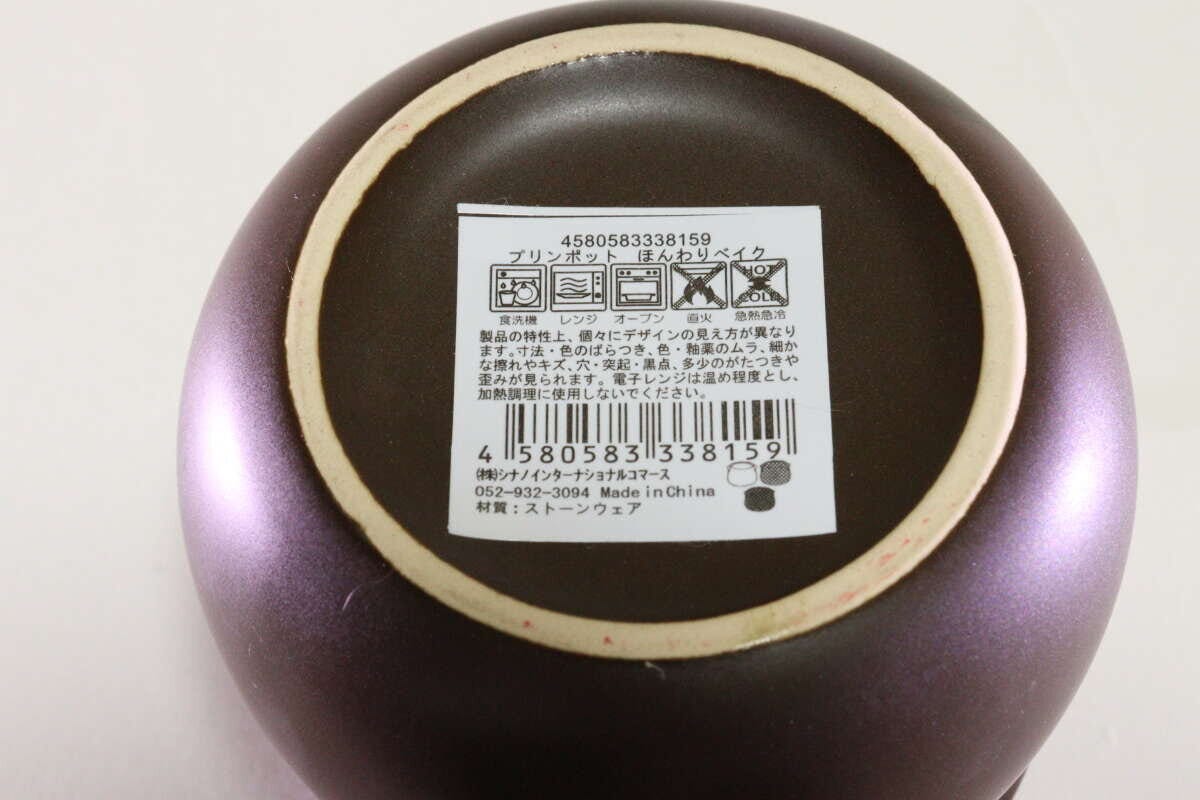 4580583338159
プリンポット ほんわりベイク
HOT
COLD
食洗機 レンジ オーブン 直火 急熱急冷
製品の特性上、個々にデザインの見え方が異なり
ます。寸法・色のばらつき、色・釉薬のムラ、細か
な擦れやキズ、穴・突起・黒点、多少のがたつきや
歪みが見られます。電子レンジは温め程度とし、
加熱調理に使用しないでください。
4 580583 338159
㈱シナノインターナショナルコマース
052-932-3094 Made in China
材質：ストーンウェア